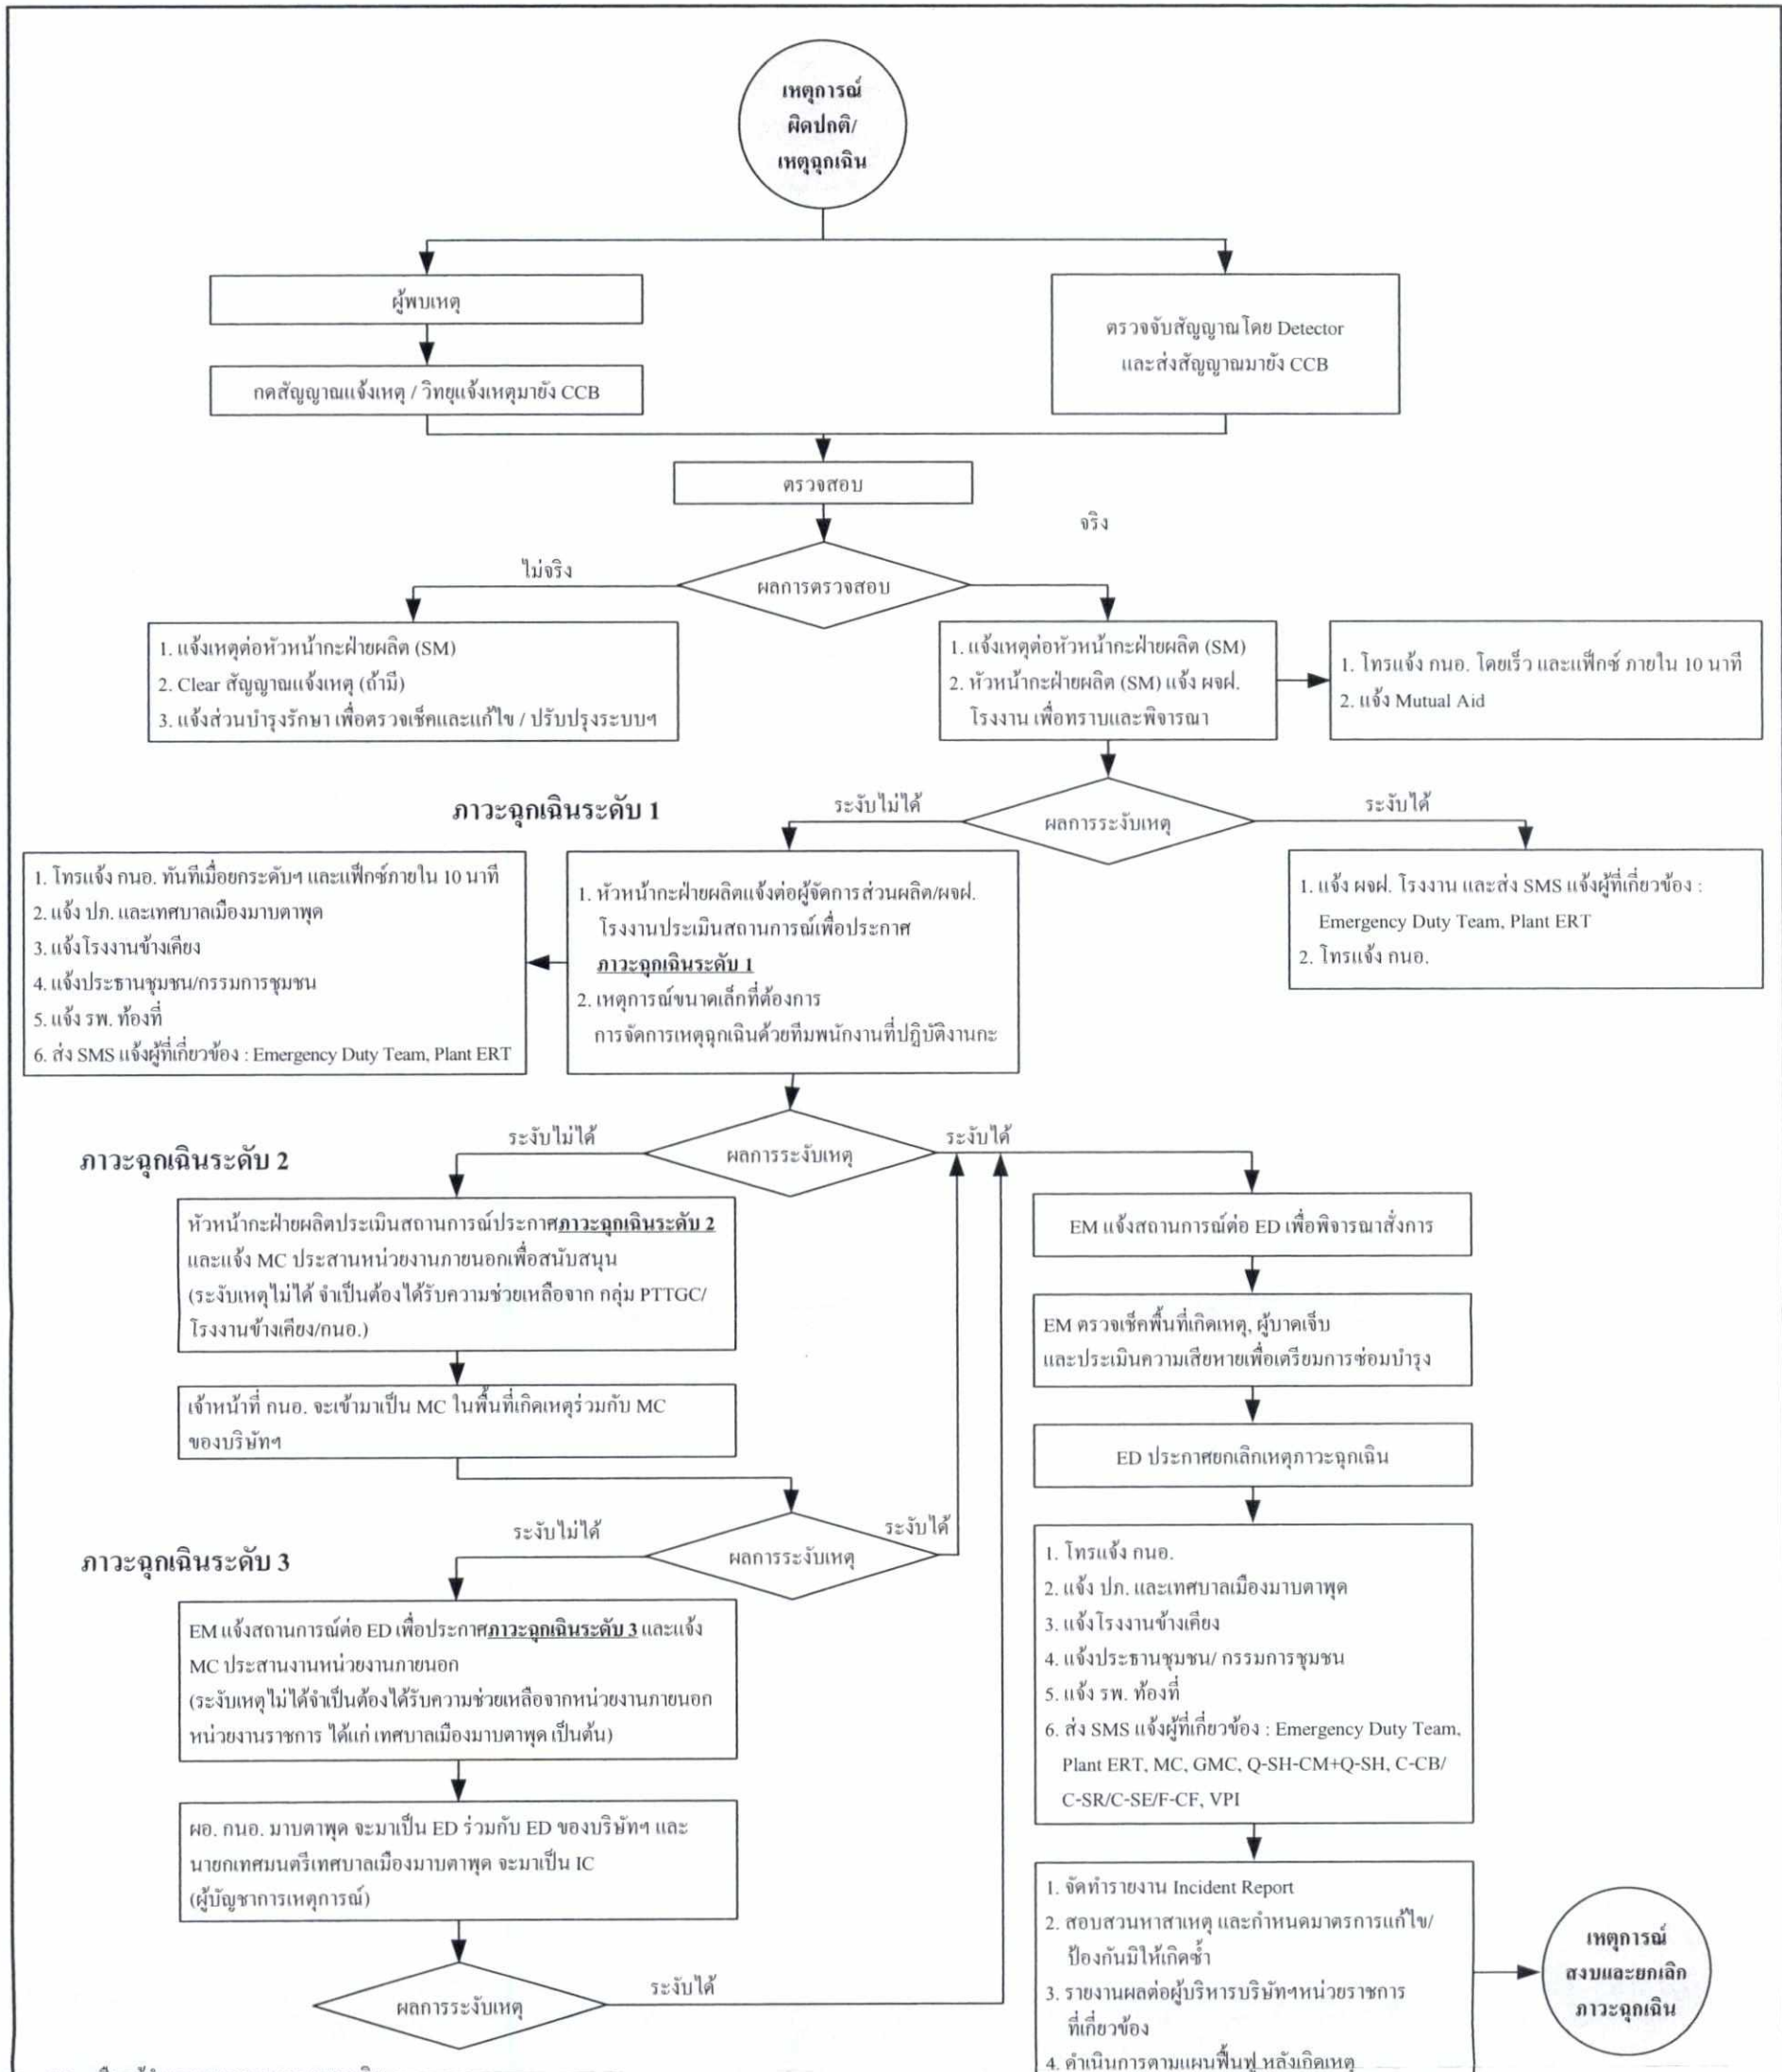 เหตุการณ์
ผิดปกติ/
เหตุฉุกเฉิน
ผู้พบเหตุ
ตรวจจับสัญญาณโดย Detector
และส่งสัญญาณมายัง CCB
กดสัญญาณแจ้งเหตุ / วิทยุแจ้งเหตุมายัง CCB
ตรวจสอบ
จริง
ไม่จริง
ผลการตรวจสอบ
1. แจ้งเหตุต่อหัวหน้ากะฝ่ายผลิต (SM)
2. Clear สัญญาณแจ้งเหตุ (ถ้ามี)
3. แจ้งส่วนบำรุงรักษา เพื่อตรวจเช็คและแก้ไข / ปรับปรุงระบบฯ
1. แจ้งเหตุต่อหัวหน้ากะฝ่ายผลิต (SM)
2. หัวหน้ากะฝ่ายผลิต (SM) แจ้ง ผจฝ.
โรงงาน เพื่อทราบและพิจารณา
1. โทรแจ้ง กนอ. โดยเร็ว และแฟ็กซ์ ภายใน 10 นาที
2. แจ้ง Mutual Aid
ภาวะฉุกเฉินระดับ 1
ระงับไม่ได้
ผลการระงับเหตุ
ระงับได้
1. โทรแจ้ง กนอ. ทันทีเมื่อยกระดับฯ และแฟ็กซ์ภายใน 10 นาที
2. แจ้ง ปภ. และเทศบาลเมืองมาบตาพุด
3. แจ้งโรงงานข้างเคียง
4. แจ้งประธานชุมชน/กรรมการชุมชน
5. แจ้ง รพ. ท้องที่
6. ส่ง SMS แจ้งผู้ที่เกี่ยวข้อง : Emergency Duty Team, Plant ERT
1. หัวหน้ากะฝ่ายผลิตแจ้งต่อผู้จัดการส่วนผลิต/ผจฝ.
โรงงานประเมินสถานการณ์เพื่อประกาศ
ภาวะฉุกเฉินระดับ 1
2. เหตุการณ์ขนาดเล็กที่ต้องการ
การจัดการเหตุฉุกเฉินด้วยทีมพนักงานที่ปฏิบัติงานกะ
1. แจ้ง ผจฝ. โรงงาน และส่ง SMS แจ้งผู้ที่เกี่ยวข้อง :
Emergency Duty Team, Plant ERT
2. โทรแจ้ง กนอ.
ภาวะฉุกเฉินระดับ 2
ระงับไม่ได้
ผลการระงับเหตุ
ระงับได้
หัวหน้ากะฝ่ายผลิตประเมินสถานการณ์ประกาศภาวะฉุกเฉินระดับ 2
และแจ้ง MC ประสานหน่วยงานภายนอกเพื่อสนับสนุน
(ระงับเหตุไม่ได้ จำเป็นต้องได้รับความช่วยเหลือจาก กลุ่ม PTTGC/
โรงงานข้างเคียง/กนอ.)
เจ้าหน้าที่ กนอ. จะเข้ามาเป็น MC ในพื้นที่เกิดเหตุร่วมกับ MC
ของบริษัทฯ
EM แจ้งสถานการณ์ต่อ ED เพื่อพิจารณาสั่งการ
EM ตรวจเช็คพื้นที่เกิดเหตุ, ผู้บาดเจ็บ
และประเมินความเสียหายเพื่อเตรียมการซ่อมบำรุง
ED ประกาศยกเลิกเหตุภาวะฉุกเฉิน
ภาวะฉุกเฉินระดับ 3
ระงับไม่ได้
ผลการระงับเหตุ
ระงับได้
EM แจ้งสถานการณ์ต่อ ED เพื่อประกาศภาวะฉุกเฉินระดับ 3 และแจ้ง
MC ประสานงานหน่วยงานภายนอก
(ระงับเหตุไม่ได้จำเป็นต้องได้รับความช่วยเหลือจากหน่วยงานภายนอก
หน่วยงานราชการ ได้แก่ เทศบาลเมืองมาบตาพุด เป็นต้น)
ผอ. กนอ. มาบตาพุด จะมาเป็น ED ร่วมกับ ED ของบริษัทฯ และ
นายกเทศมนตรีเทศบาลเมืองมาบตาพุด จะมาเป็น IC
(ผู้บัญชาการเหตุการณ์)
ผลการระงับเหตุ
ระงับได้
1. โทรแจ้ง กนอ.
2. แจ้ง ปภ. และเทศบาลเมืองมาบตาพุด
3. แจ้งโรงงานข้างเคียง
4. แจ้งประธานชุมชน/ กรรมการชุมชน
5. แจ้ง รพ. ท้องที่
6. ส่ง SMS แจ้งผู้ที่เกี่ยวข้อง : Emergency Duty Team,
Plant ERT, MC, GMC, Q-SH-CM+Q-SH, C-CB/
C-SR/C-SE/F-CF, VPI
1. จัดทำรายงาน Incident Report
2. สอบสวนหาสาเหตุ และกำหนดมาตรการแก้ไข/
ป้องกันมิให้เกิดซ้ำ
3. รายงานผลต่อผู้บริหารบริษัทฯหน่วยราชการ
ที่เกี่ยวข้อง
4. ดำเนินการตามแผนฟื้นฟู หลังเกิดเหตุ
เหตุการณ์
สงบและยกเลิก
ภาวะฉุกเฉิน